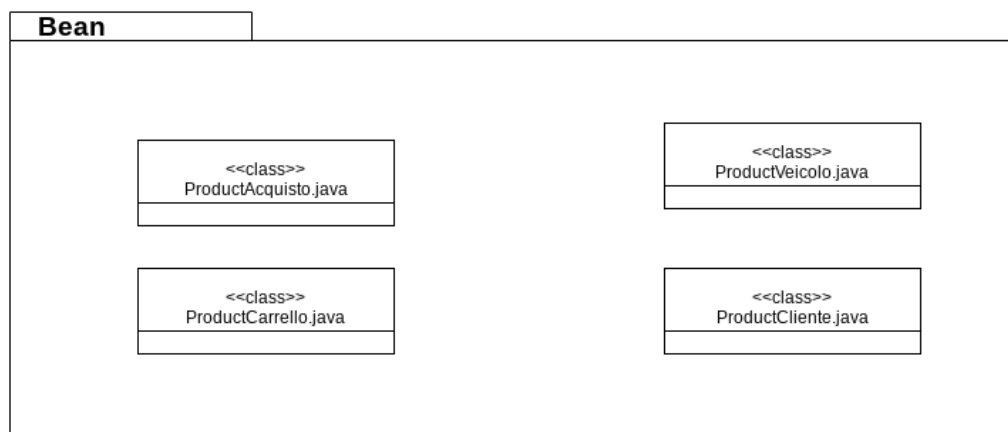 Bean
<<class>>
ProductAcquisto.java
<<class>>
ProductVeicolo.java
<<class>>
ProductCarrello.java
<<class>>
ProductCliente.java